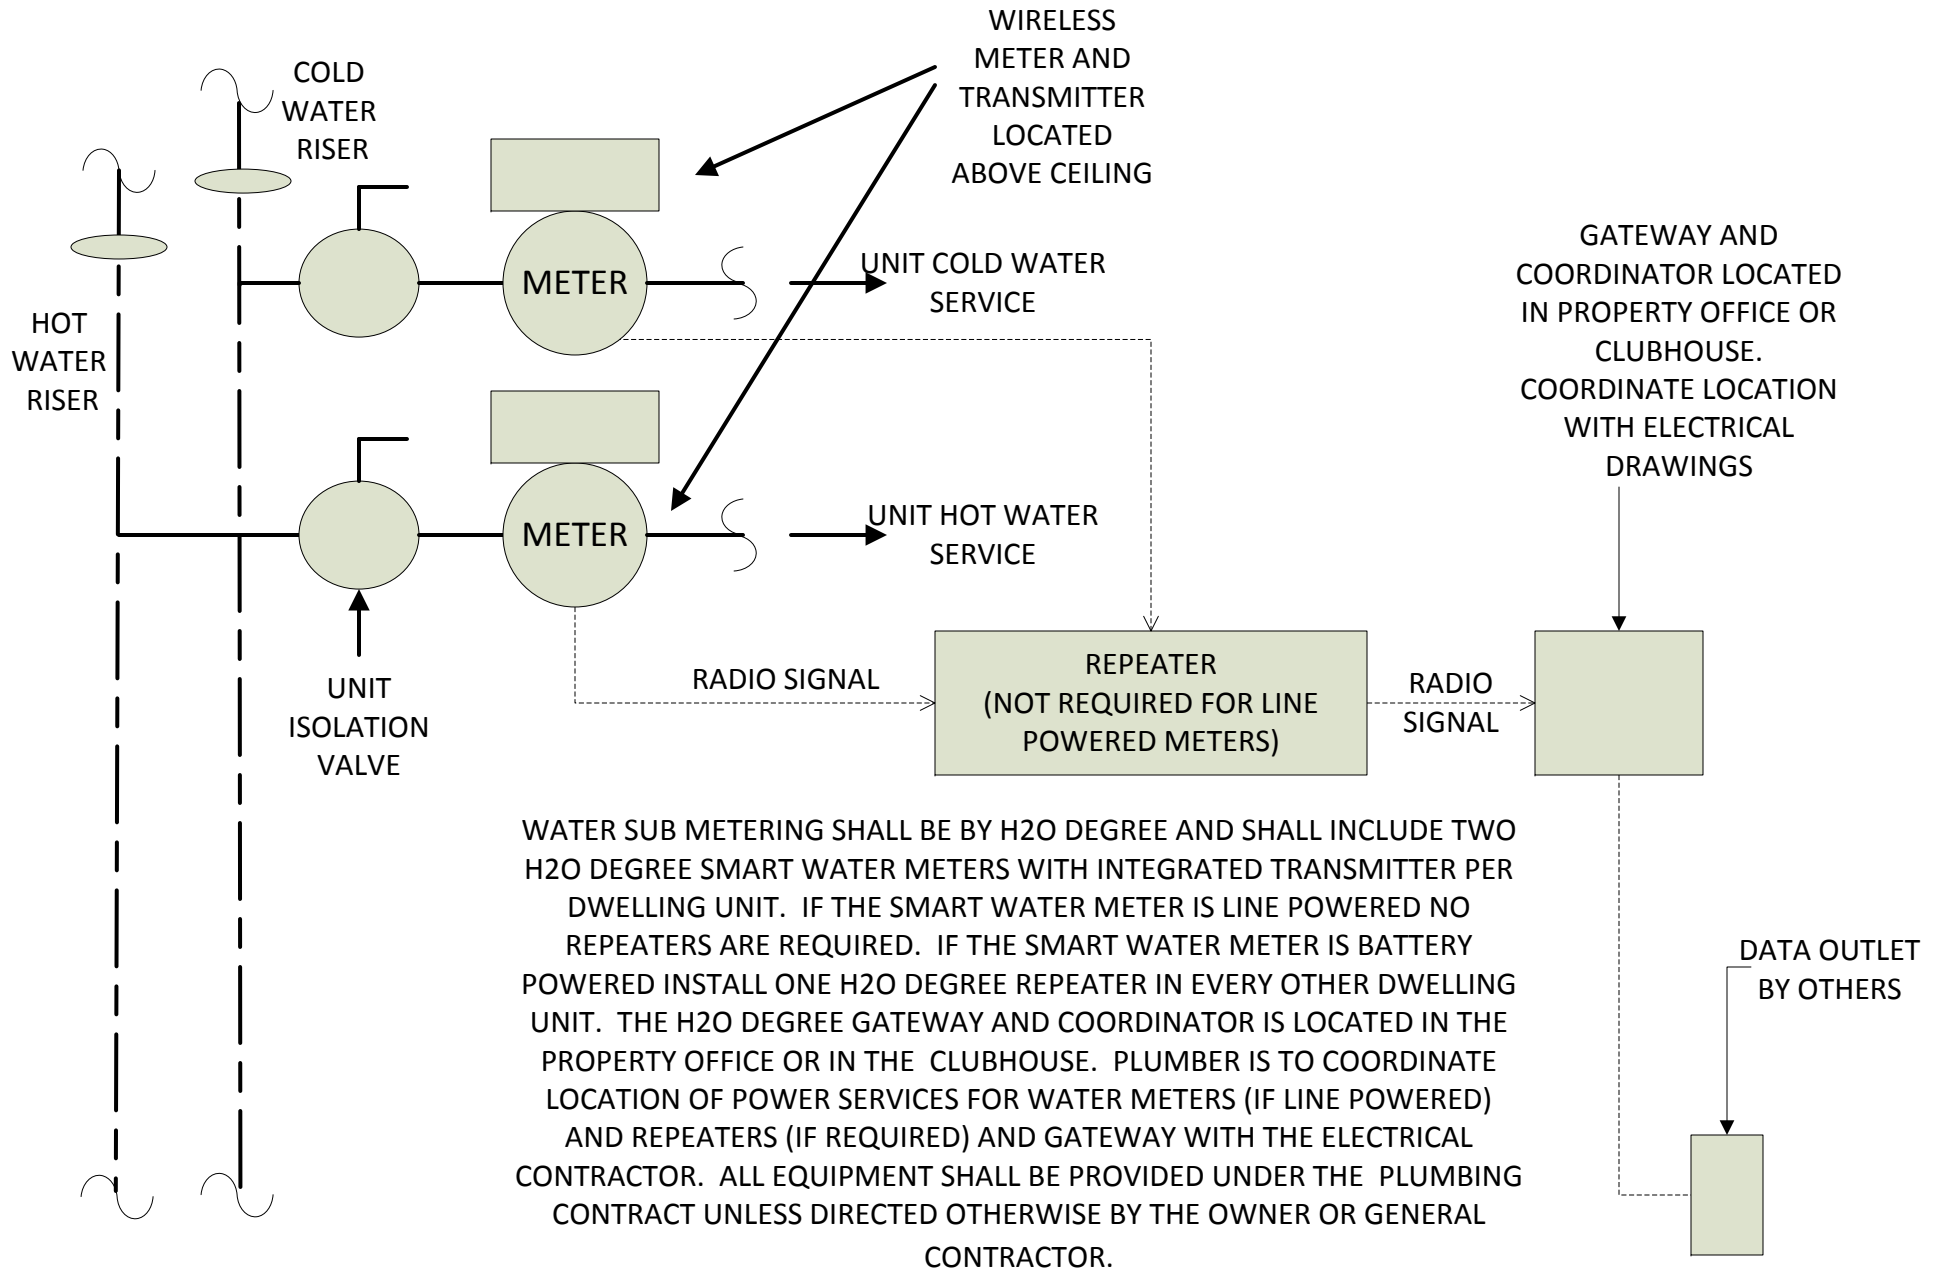 WIRELESS
METER AND
TRANSMITTER
LOCATED
ABOVE CEILING
COLD
WATER
RISER
HOT
WATER
RISER
METER
UNIT COLD WATER
SERVICE
METER
UNIT HOT WATER
SERVICE
UNIT
ISOLATION
VALVE
GATEWAY AND
COORDINATOR LOCATED
IN PROPERTY OFFICE OR
CLUBHOUSE.
COORDINATE LOCATION
WITH ELECTRICAL
DRAWINGS
RADIO SIGNAL
REPEATER
(NOT REQUIRED FOR LINE
POWERED METERS)
RADIO
SIGNAL
WATER SUB METERING SHALL BE BY H2O DEGREE AND SHALL INCLUDE TWO
H2O DEGREE SMART WATER METERS WITH INTEGRATED TRANSMITTER PER
DWELLING UNIT.  IF THE SMART WATER METER IS LINE POWERED NO
REPEATERS ARE REQUIRED.  IF THE SMART WATER METER IS BATTERY
POWERED INSTALL ONE H2O DEGREE REPEATER IN EVERY OTHER DWELLING
UNIT.  THE H2O DEGREE GATEWAY AND COORDINATOR IS LOCATED IN THE
PROPERTY OFFICE OR IN THE  CLUBHOUSE.  PLUMBER IS TO COORDINATE
LOCATION OF POWER SERVICES FOR WATER METERS (IF LINE POWERED)
AND REPEATERS (IF REQUIRED) AND GATEWAY WITH THE ELECTRICAL
CONTRACTOR.  ALL EQUIPMENT SHALL BE PROVIDED UNDER THE  PLUMBING
CONTRACT UNLESS DIRECTED OTHERWISE BY THE OWNER OR GENERAL
CONTRACTOR.
DATA OUTLET
BY OTHERS